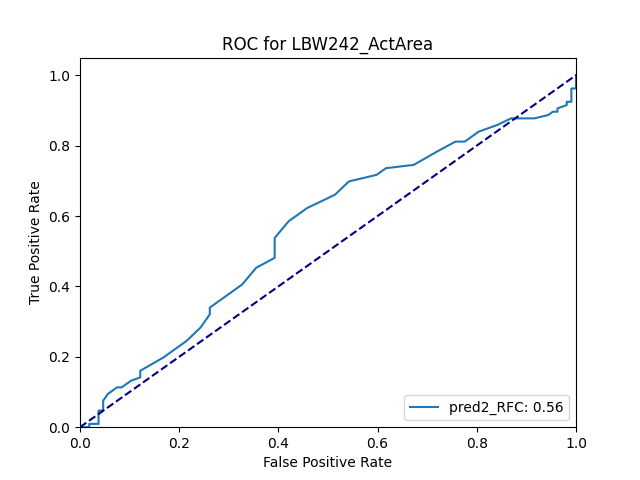 ROC for LBW242_ActArea
True Positive Rate
1.0
0.8
0.6
0.4
0.2
0.0
pred2_RFC: 0.56
0.0 0.2 0.4 0.6 0.8 1.0
False Positive Rate